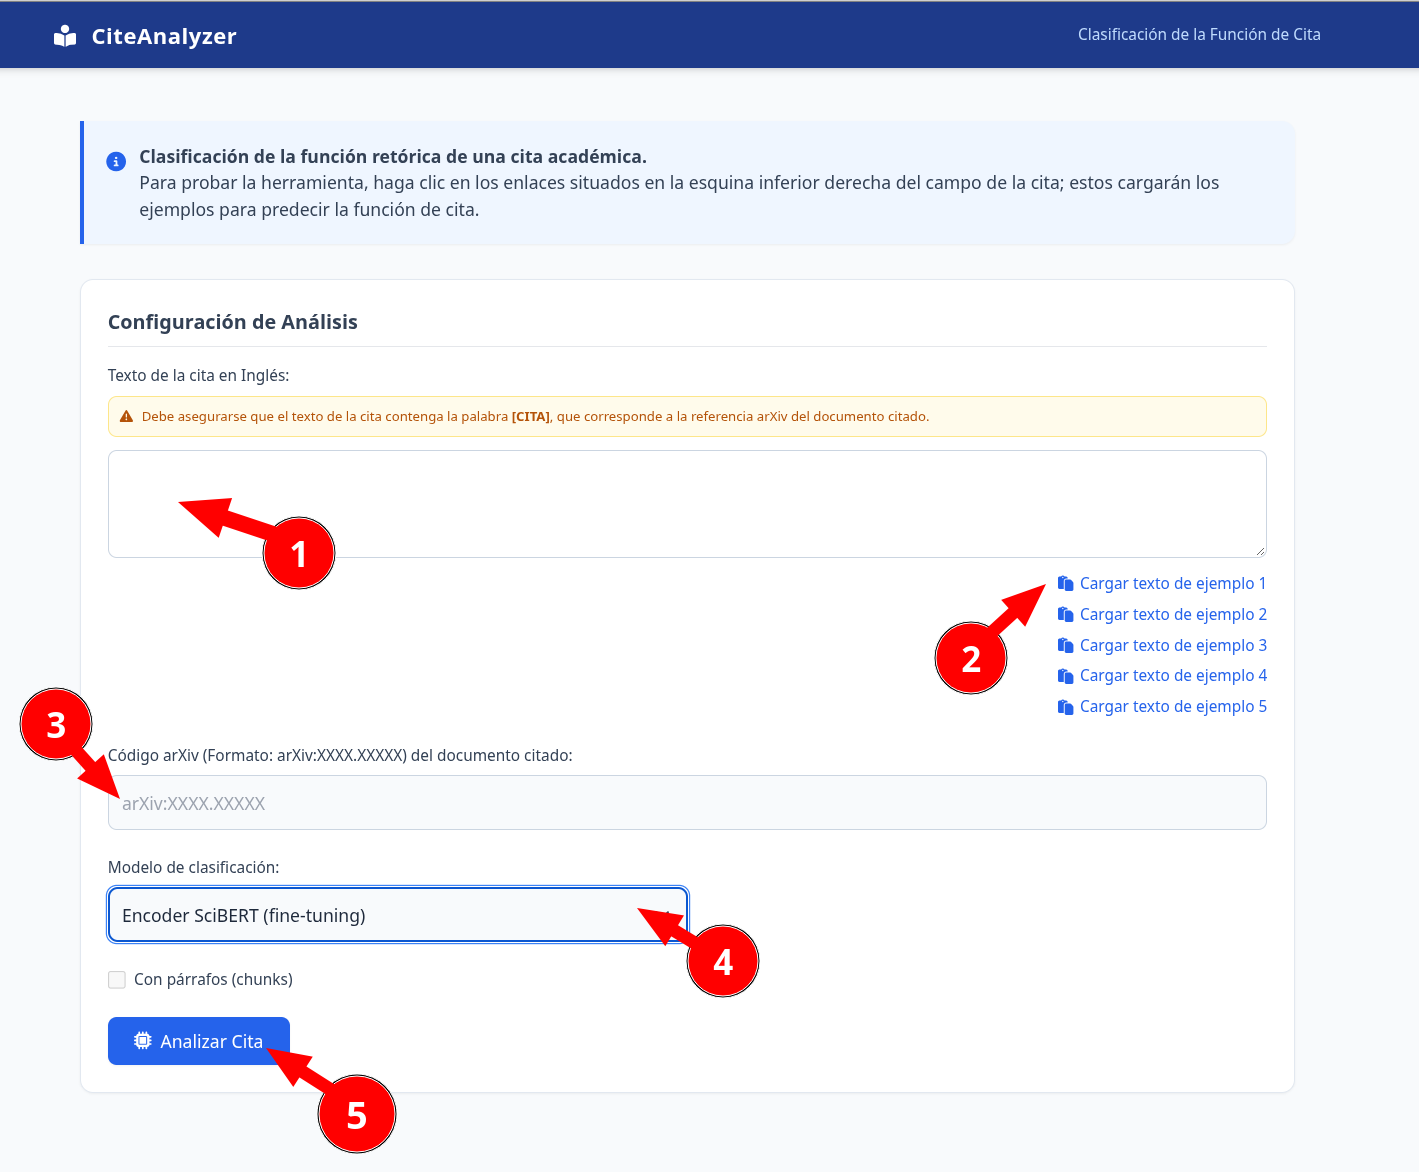 CiteAnalyzer
Clasificación de la Función de Cita
Clasificación de la función retórica de una cita académica.
Para probar la herramienta, haga clic en los enlaces situados en la esquina inferior derecha del campo de la cita; estos cargarán los
ejemplos para predecir la función de cita.
Configuración de Análisis
Texto de la cita en Inglés:
Debe asegurarse que el texto de la cita contenga la palabra [CITA], que corresponde a la referencia arXiv del documento citado.
1
Cargar texto de ejemplo 1
Cargar texto de ejemplo 2
2
Cargar texto de ejemplo 3
Cargar texto de ejemplo 4
Cargar texto de ejemplo 5
3
Código arXiv (Formato: arXiv:XXXX.XXXXX) del documento citado:
arXiv:XXXX.XXXXX
Modelo de clasificación:
Encoder SciBERT (fine-tuning)
4
Con párrafos (chunks)
Analizar Cita
5